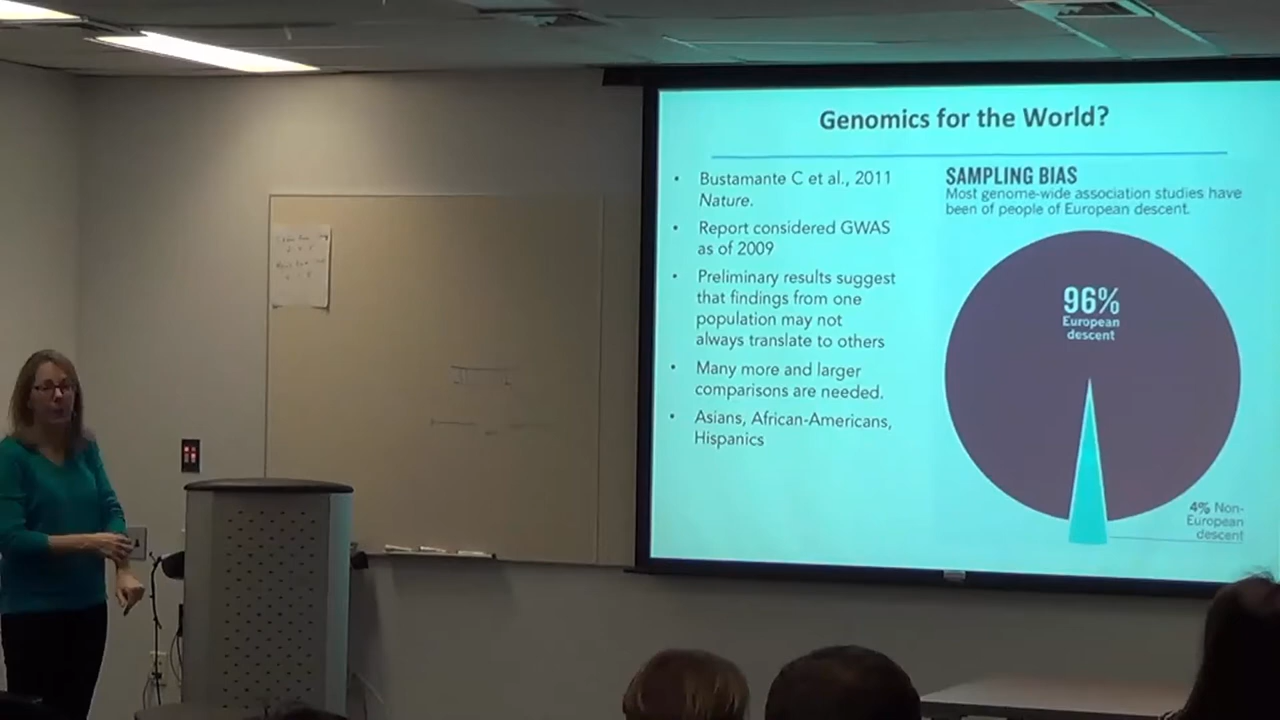 Genomics for the World?
• Bustamante C et al., 2011
Nature.
• Report considered GWAS
as of 2009
• Preliminary results suggest
that findings from one
population may not
always translate to others
• Many more and larger
comparisons are needed.
• Asians, African-Americans,
Hispanics
SAMPLING BIAS
Most genome-wide association studies have
been of people of European descent.
96%
European
descent
4% Non-
European
descent